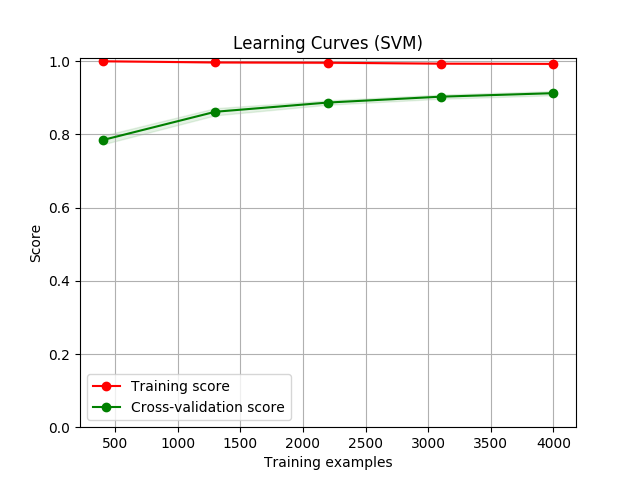 Learning Curves (SVM)
1.0
0.8
0.6
0.4
0.2
0.0
Score
Training score
Cross-validation score
500 1000 1500 2000 2500 3000 3500 4000
Training examples